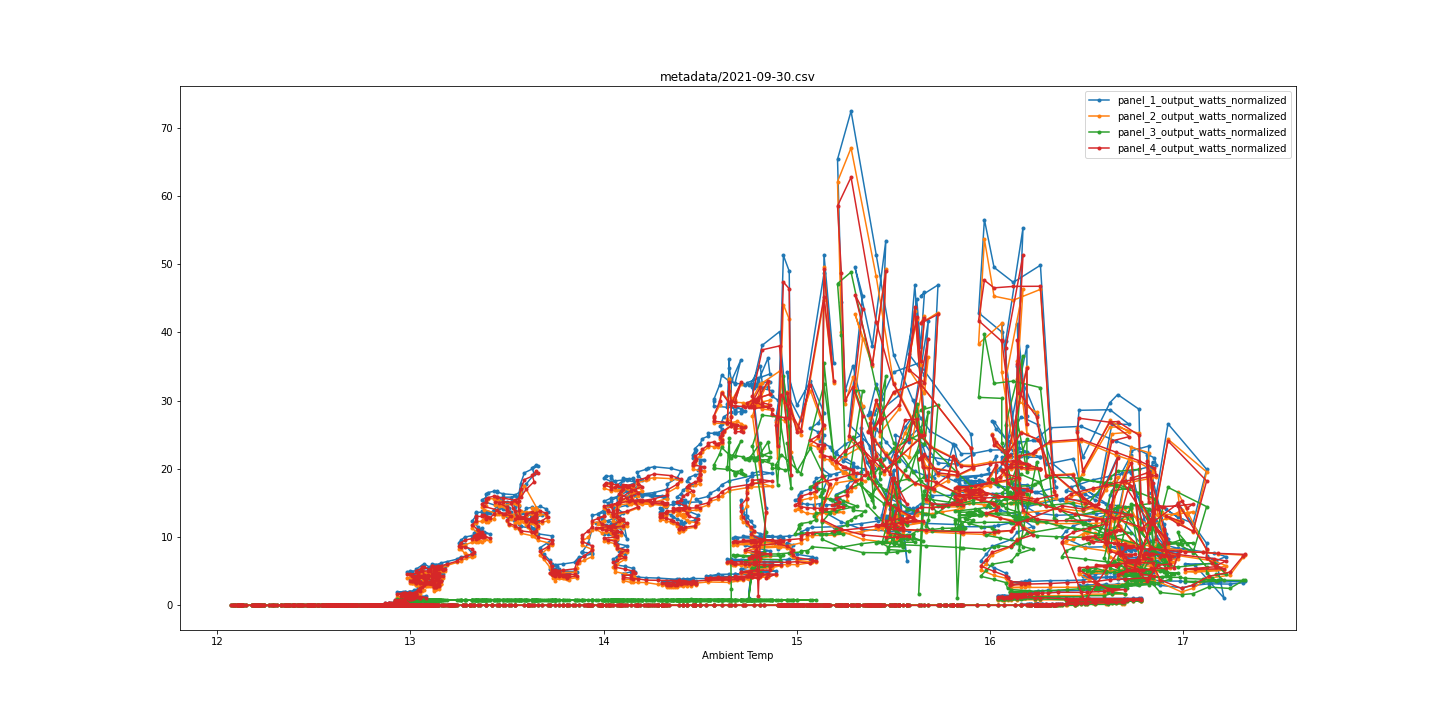 metadata/2021-09-30.csv
panel_1_output_watts_normalized
panel_2_output_watts_normalized
panel_3_output_watts_normalized
panel_4_output_watts_normalized
70
60
50
40
30
20
10
0
12 13 14 15 16 17
Ambient Temp